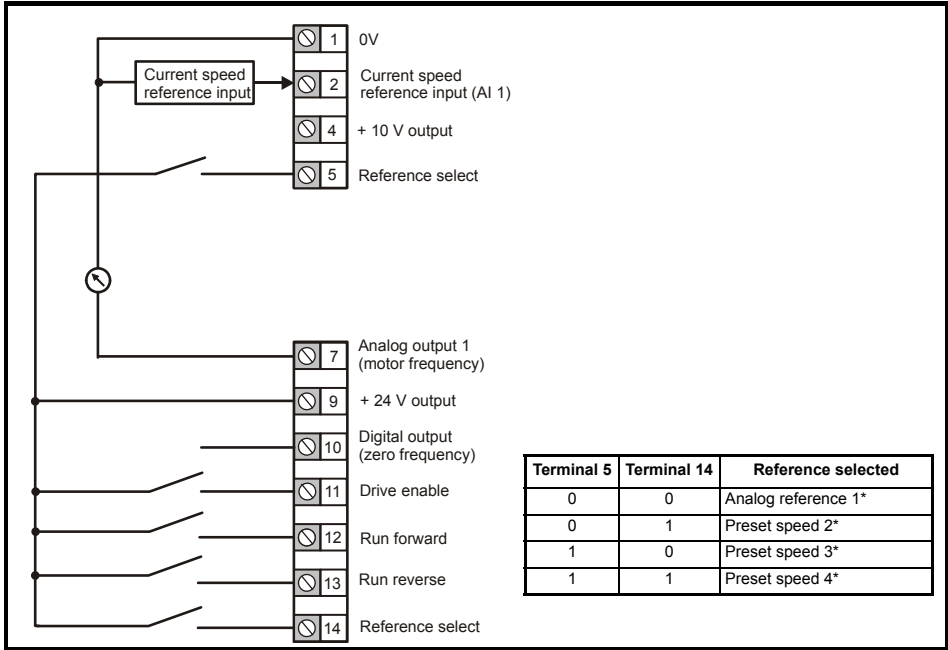 1 0V
Current speed
reference input
2 Current speed
reference input (AI 1)
4 + 10 V output
5 Reference select
7 Analog output 1
(motor frequency)
9 + 24 V output
10 Digital output
(zero frequency)
11 Drive enable
12 Run forward
13 Run reverse
14 Reference select
Terminal 5 Terminal 14 Reference selected
0 0 Analog reference 1*
0 1 Preset speed 2*
1 0 Preset speed 3*
1 1 Preset speed 4*